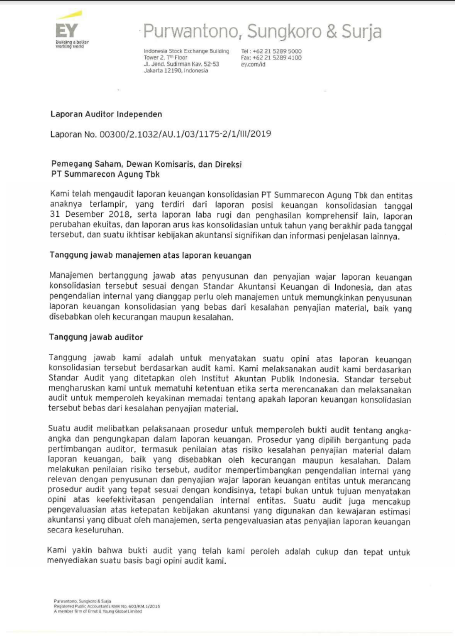 EY
Building a better
working world
Purwantono, Sungkoro & Surja
Indonesia Stock Exchange Building
Tower 2, 7th Floor
Jl. Jend. Sudirman Kav. 52-53
Jakarta 12190, Indonesia
Tel : +62 21 5289 5000
Fax: +62 21 5289 4100
ey.com/id
Laporan Auditor Independen
Laporan No. 00300/2.1032/AU.1/03/1175-2/1/III/2019
Pemegang Saham, Dewan Komisaris, dan Direksi
PT Summarecon Agung Tbk
Kami telah mengaudit laporan keuangan konsolidasian PT Summarecon Agung Tbk dan entitas
anaknya terlampir, yang terdiri dari laporan posisi keuangan konsolidasian tanggal
31 Desember 2018, serta laporan laba rugi dan penghasilan komprehensif lain, laporan
perubahan ekuitas, dan laporan arus kas konsolidasian untuk tahun yang berakhir pada tanggal
tersebut, dan suatu ikhtisar kebijakan akuntansi signifikan dan informasi penjelasan lainnya.
Tanggung jawab manajemen atas laporan keuangan
Manajemen bertanggung jawab atas penyusunan dan penyajian wajar laporan keuangan
konsolidasian tersebut sesuai dengan Standar Akuntansi Keuangan di Indonesia, dan atas
pengendalian internal yang dianggap perlu oleh manajemen untuk memungkinkan penyusunan
laporan keuangan konsolidasian yang bebas dari kesalahan penyajian material, baik yang
disebabkan oleh kecurangan maupun kesalahan.
Tanggung jawab auditor
Tanggung jawab kami adalah untuk menyatakan suatu opini atas laporan keuangan
konsolidasian tersebut berdasarkan audit kami. Kami melaksanakan audit kami berdasarkan
Standar Audit yang ditetapkan oleh Institut Akuntan Publik Indonesia. Standar tersebut
mengharuskan kami untuk mematuhi ketentuan etika serta merencanakan dan melaksanakan
audit untuk memperoleh keyakinan memadai tentang apakah laporan keuangan konsolidasian
tersebut bebas dari kesalahan penyajian material.
Suatu audit melibatkan pelaksanaan prosedur untuk memperoleh bukti audit tentang angka-
angka dan pengungkapan dalam laporan keuangan. Prosedur yang dipilih bergantung pada
pertimbangan auditor, termasuk penilaian atas risiko kesalahan penyajian material dalam
laporan keuangan, baik yang disebabkan oleh kecurangan maupun kesalahan. Dalam
melakukan penilaian risiko tersebut, auditor mempertimbangkan pengendalian internal yang
relevan dengan penyusunan dan penyajian wajar laporan keuangan entitas untuk merancang
prosedur audit yang tepat sesuai dengan kondisinya, tetapi bukan untuk tujuan menyatakan
opini atas keefektivitasan pengendalian internal entitas. Suatu audit juga mencakup
pengevaluasian atas ketepatan kebijakan akuntansi yang digunakan dan kewajaran estimasi
akuntansi yang dibuat oleh manajemen, serta pengevaluasian atas penyajian laporan keuangan
secara keseluruhan.
Kami yakin bahwa bukti audit yang telah kami peroleh adalah cukup dan tepat untuk
menyediakan suatu basis bagi opini audit kami.
Purwantono, Sungkoro & Surja
Registered Public Accountants KMK No.
A member firm of Ernst & Young Global Limited